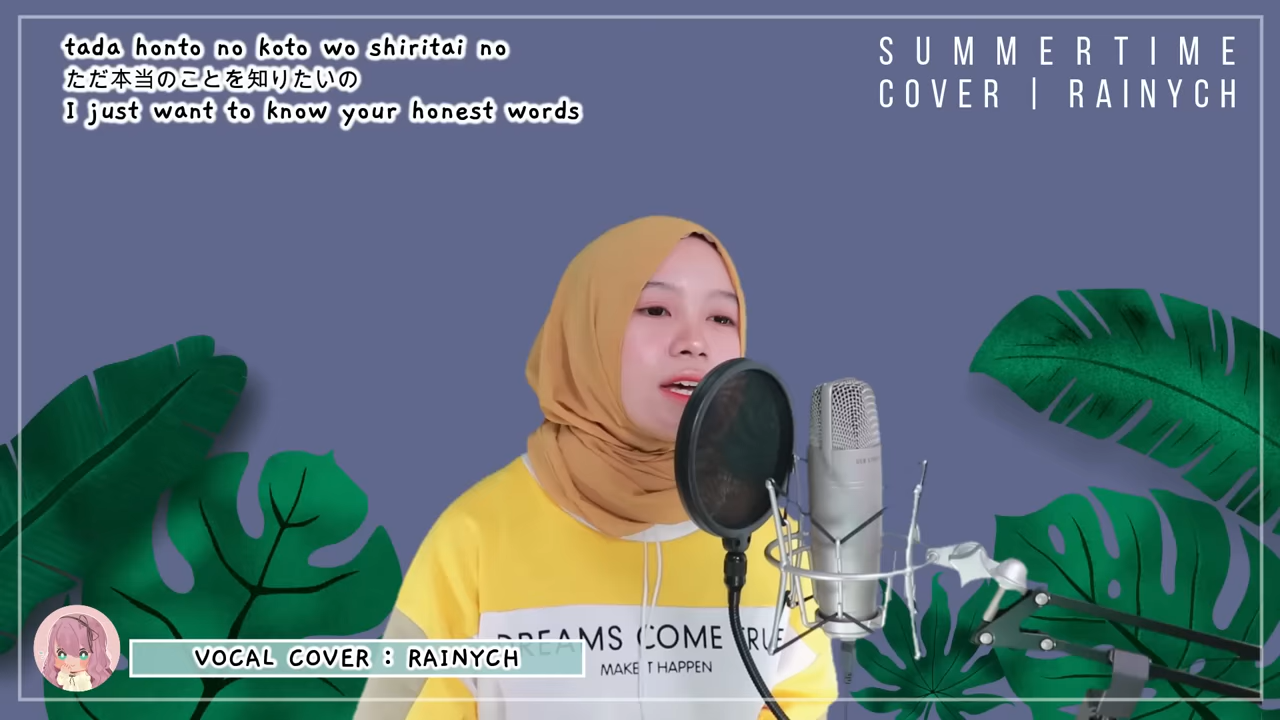 tada honto no koto wo shiritai no
ただ本当のことを知りたいの
I just want to know your honest words
SUMMERTIME
COVER | RAINYCH
DREAMS COME TRUE
MAKE IT HAPPEN
VOCAL COVER : RAINYCH